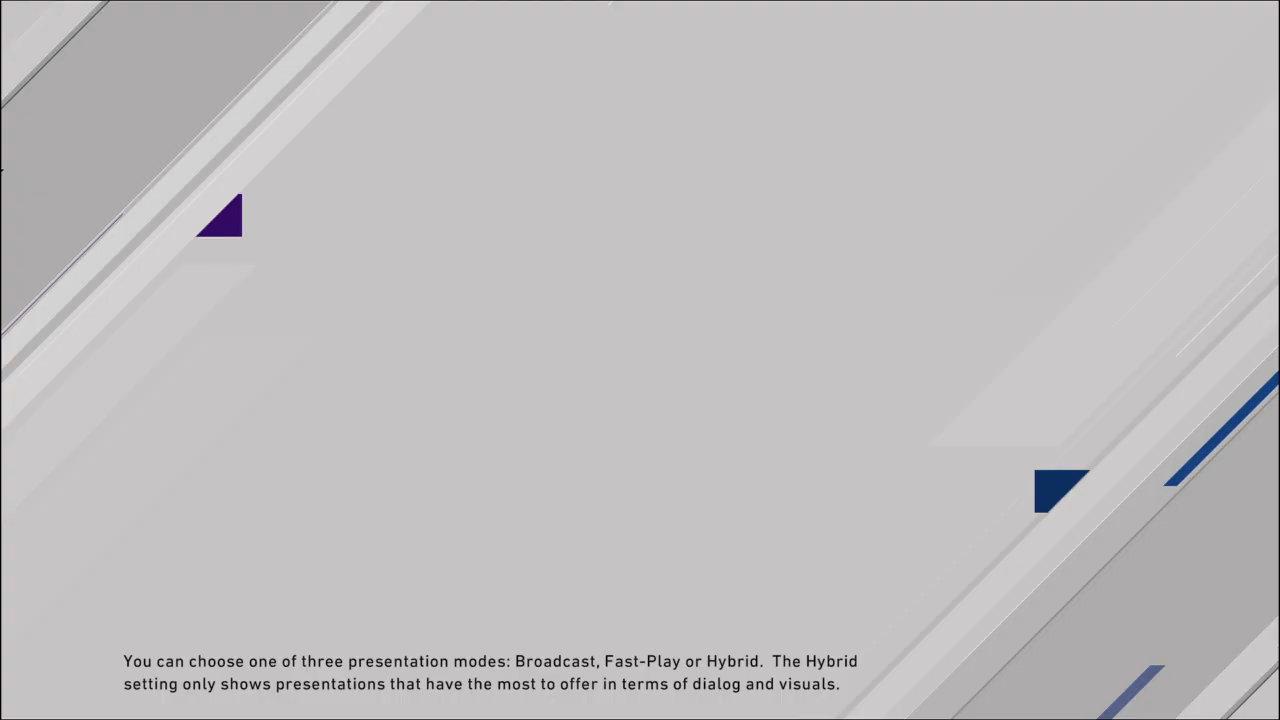 You can choose one of three presentation modes: Broadcast, Fast-Play or Hybrid.  The Hybrid
setting only shows presentations that have the most to offer in terms of dialog and visuals.